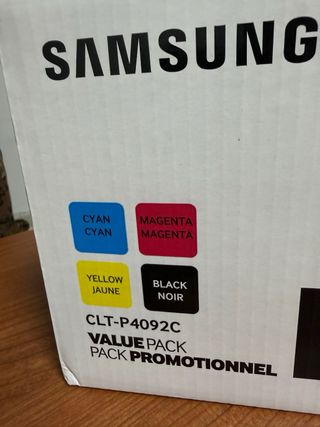 SAMSUNG
CYAN
CYAN
MAGENTA
MAGENTA
YELLOW
JAUNE
BLACK
NOIR
CLT-P4092C
VALUE PACK
PACK PROMOTIONNEL